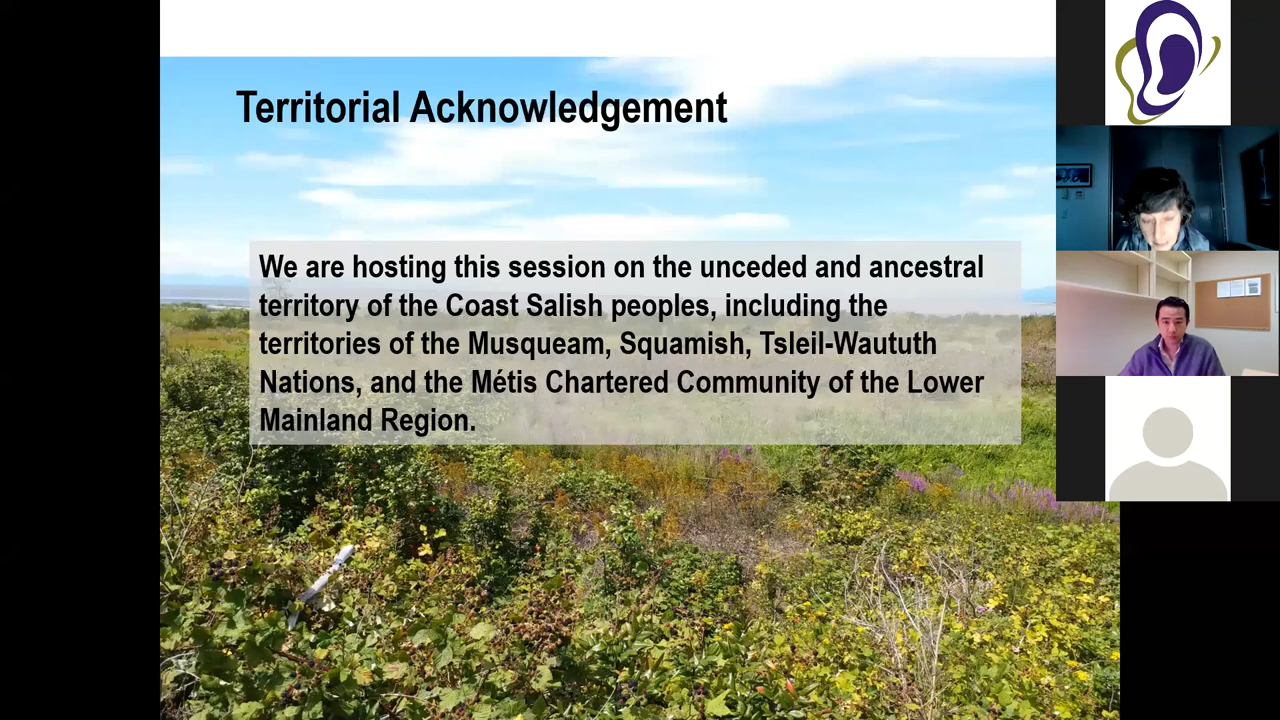 Territorial Acknowledgement
We are hosting this session on the unceded and ancestral
territory of the Coast Salish peoples, including the
territories of the Musqueam, Squamish, Tsleil-Waututh
Nations, and the Métis Chartered Community of the Lower
Mainland Region.